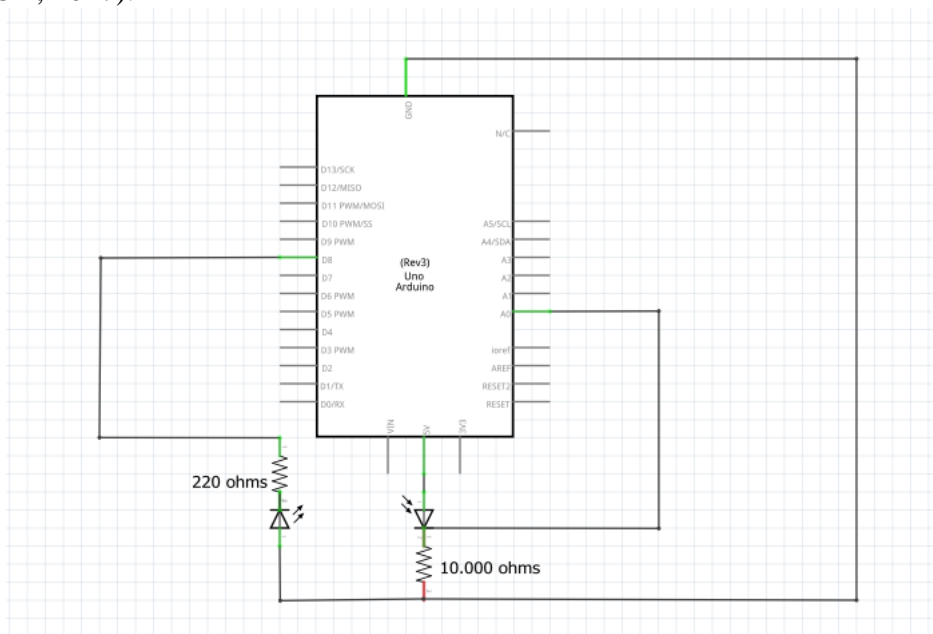 GND
N/C
D13/SCK
D12/MISO
D11 PWM/MOSI
D10 PWM/SS
A5/SCL
D9 PWM
A4/SDA
D8
A3
(Rev3)
Uno
Arduino
D7
A2
D6 PWM
A1
D5 PWM
A0
D4
D3 PWM
ioref
D2
AREF
D1/TX
RESET2
D0/RX
RESET
VIN
5V
3V3
220 ohms
10.000 ohms